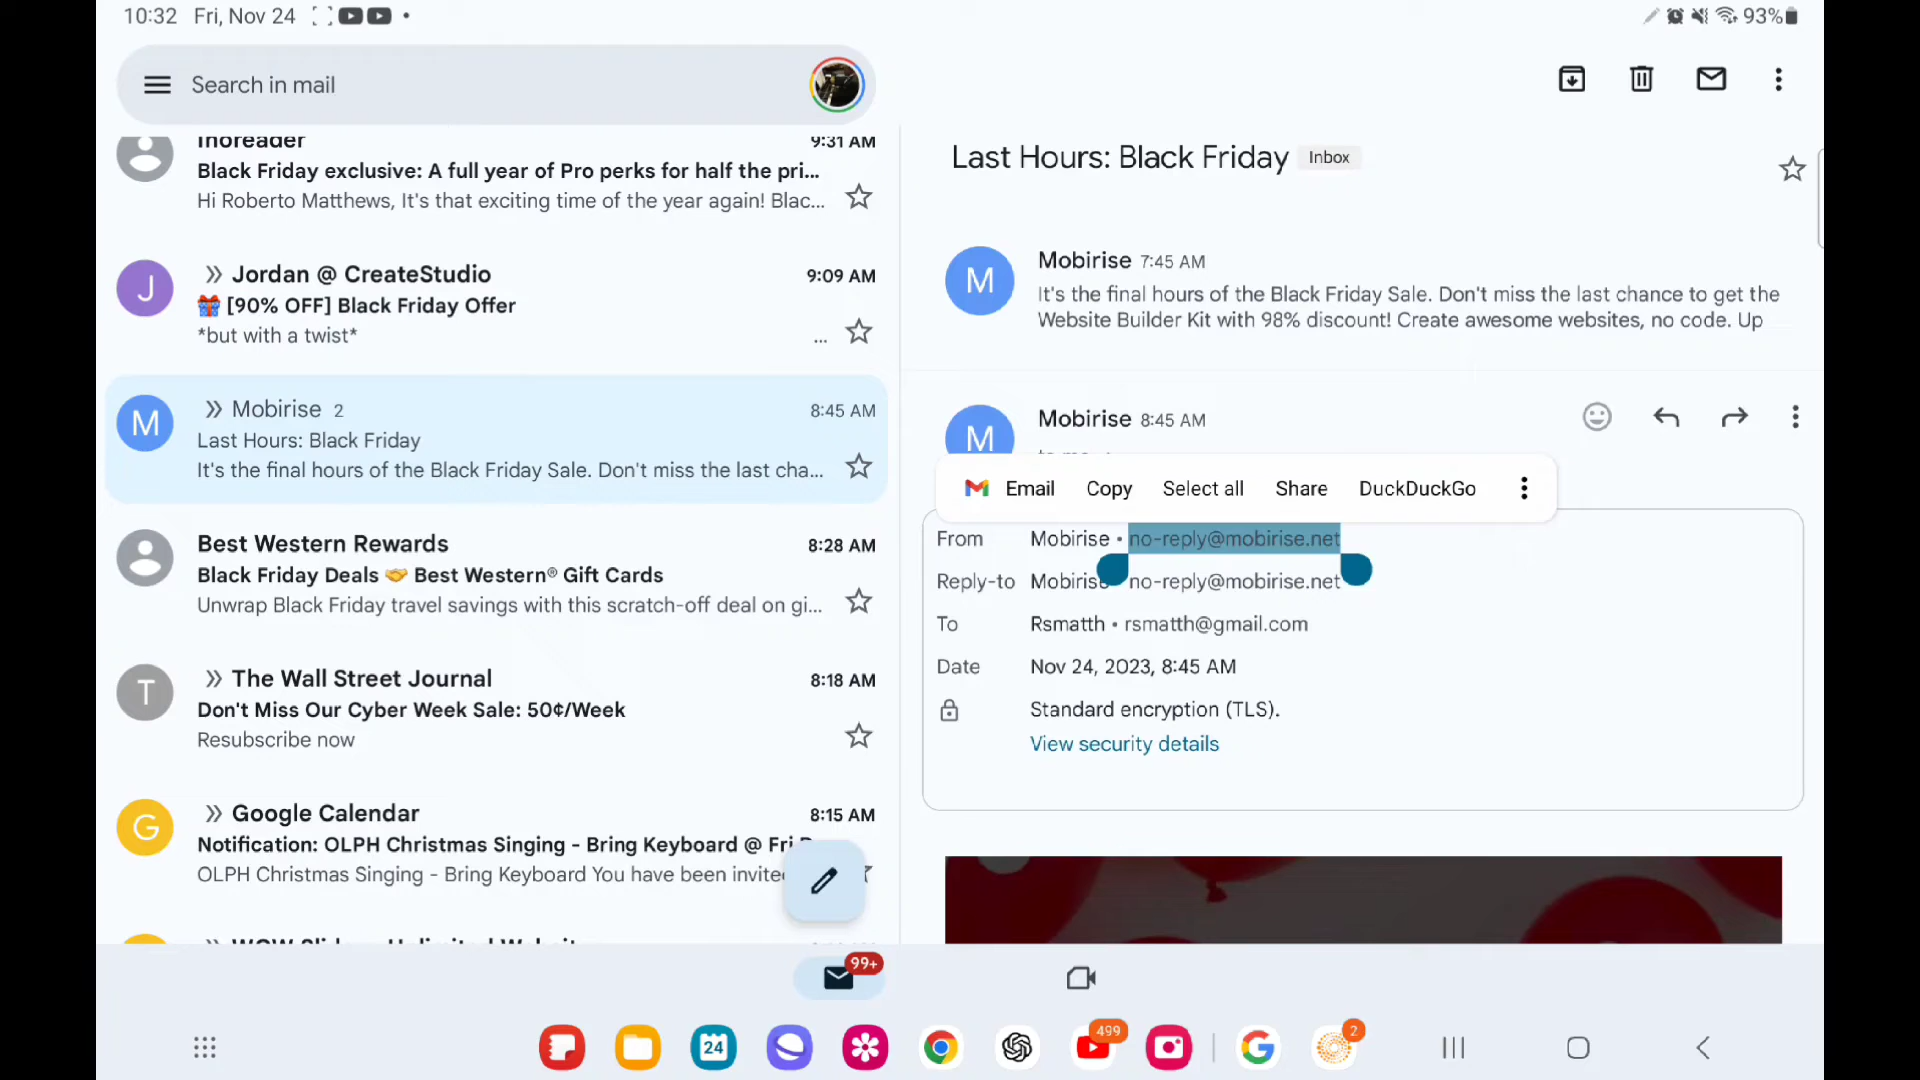 10:32 Fri, Nov 24
93%
Search in mail
Inoreader 9:31 AM
Black Friday exclusive: A full year of Pro perks for half the pri...
Hi Roberto Matthews, It's that exciting time of the year again! Blac...
J
Jordan @ CreateStudio 9:09 AM
[90% OFF] Black Friday Offer
*but with a twist* ...
M
Mobirise 2 8:45 AM
Last Hours: Black Friday
It's the final hours of the Black Friday Sale. Don't miss the last cha...
Best Western Rewards 8:28 AM
Black Friday Deals 🤝 Best Western® Gift Cards
Unwrap Black Friday travel savings with this scratch-off deal on gi...
T
The Wall Street Journal 8:18 AM
Don't Miss Our Cyber Week Sale: 50¢/Week
Resubscribe now
G
Google Calendar 8:15 AM
Notification: OLPH Christmas Singing - Bring Keyboard @ Fri
OLPH Christmas Singing - Bring Keyboard You have been invite
Last Hours: Black Friday Inbox
M
Mobirise 7:45 AM
It's the final hours of the Black Friday Sale. Don't miss the last chance to get the
Website Builder Kit with 98% discount! Create awesome websites, no code. Up
M
Mobirise 8:45 AM
Email Copy Select all Share DuckDuckGo
From Mobirise • no-reply@mobirise.net
Reply-to Mobirise no-reply@mobirise.net
To Rsmatth • rsmatth@gmail.com
Date Nov 24, 2023, 8:45 AM
Standard encryption (TLS).
View security details
99+
24
499
2